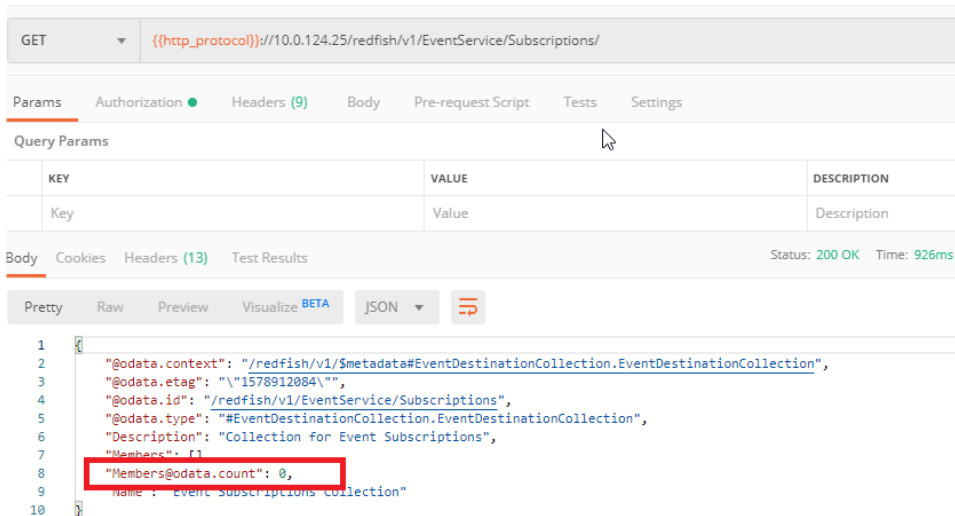 GET {{http_protocol}}://10.0.124.25/redfish/v1/EventService/Subscriptions/
Params Authorization Headers (9) Body Pre-request Script Tests Settings
Query Params
KEY VALUE DESCRIPTION
Key Value Description
Body Cookies Headers (13) Test Results Status: 200 OK Time: 926ms
Pretty Raw Preview Visualize BETA JSON
1 {
2 "@odata.context": "/redfish/v1/$metadata#EventDestinationCollection.EventDestinationCollection",
3 "@odata.etag": "\"1578912084\"",
4 "@odata.id": "/redfish/v1/EventService/Subscriptions",
5 "@odata.type": "#EventDestinationCollection.EventDestinationCollection",
6 "Description": "Collection for Event Subscriptions",
7 "Members": []
8 "Members@odata.count": 0,
9 "Name": "Event Subscriptions Collection"
10 }